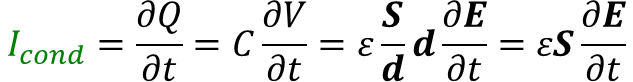 I_cond = ∂Q/∂t = C ∂V/∂t = ε S/d d ∂E/∂t = εS ∂E/∂t